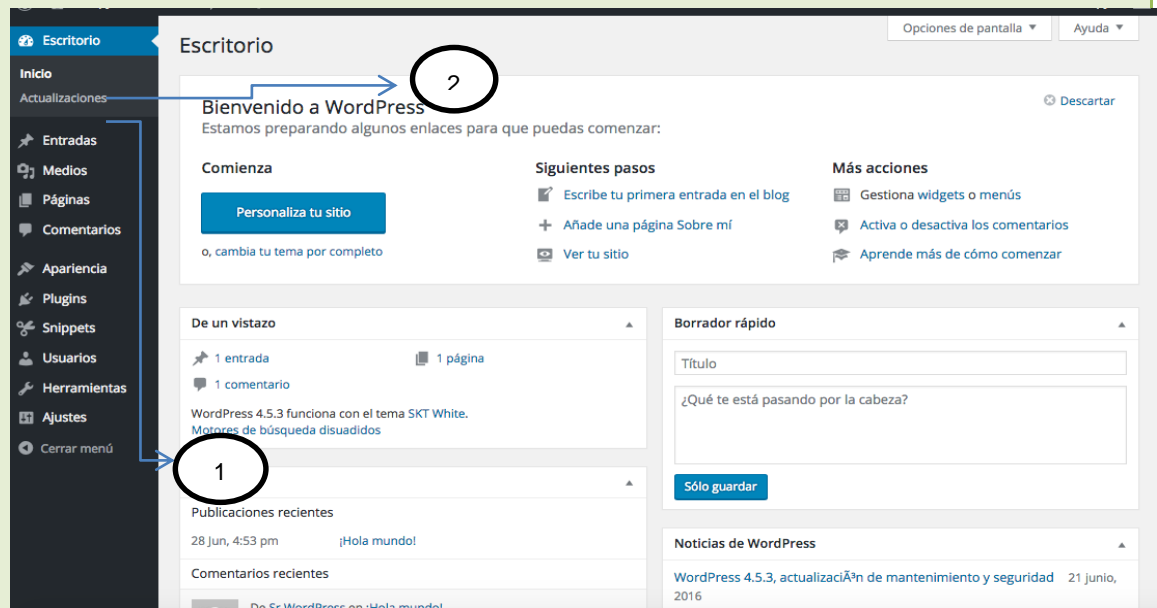 Escritorio
Inicio
Actualizaciones
Entradas
Medios
Páginas
Comentarios
Apariencia
Plugins
Snippets
Usuarios
Herramientas
Ajustes
Cerrar menú
Opciones de pantalla
Ayuda
Escritorio
2
Bienvenido a WordPress
Descartar
Estamos preparando algunos enlaces para que puedas comenzar:
Comienza
Personaliza tu sitio
o, cambia tu tema por completo
Siguientes pasos
Escribe tu primera entrada en el blog
Añade una página Sobre mí
Ver tu sitio
Más acciones
Gestiona widgets o menús
Activa o desactiva los comentarios
Aprende más de cómo comenzar
De un vistazo
1 entrada
1 página
1 comentario
WordPress 4.5.3 funciona con el tema SKT White.
Motores de búsqueda disuadidos
1
Publicaciones recientes
28 Jun, 4:53 pm ¡Hola mundo!
Comentarios recientes
De Sr WordPress en ¡Hola mundo!
Borrador rápido
Título
¿Qué te está pasando por la cabeza?
Sólo guardar
Noticias de WordPress
WordPress 4.5.3, actualizaciÃ³n de mantenimiento y seguridad 21 junio,
2016